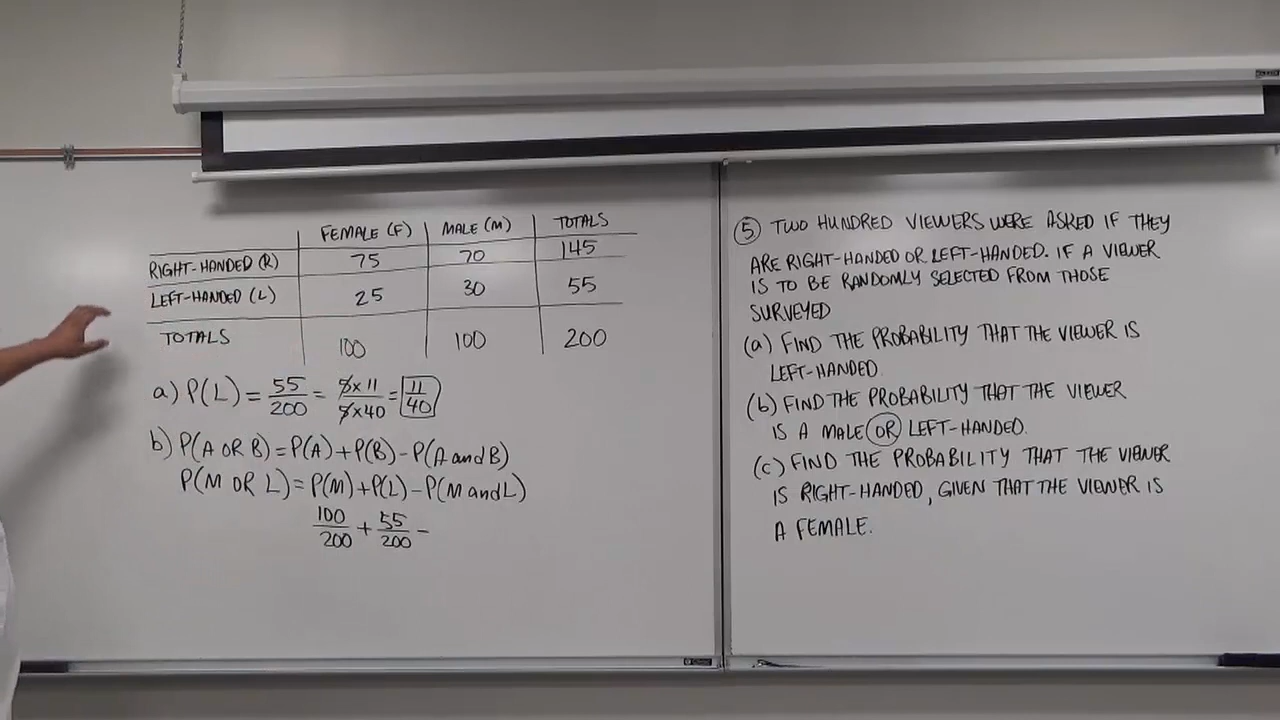 FEMALE (F) MALE (M) TOTALS
RIGHT-HANDED (R) 75 70 145
LEFT-HANDED (L) 25 30 55
TOTALS 100 100 200
a) P(L) = 55/200 = 5×11/5×40 = 11/40
b) P(A OR B) = P(A) + P(B) - P(A and B)
P(M OR L) = P(M) + P(L) - P(M and L)
100/200 + 55/200 -
5 TWO HUNDRED VIEWERS WERE ASKED IF THEY
ARE RIGHT-HANDED OR LEFT-HANDED. IF A VIEWER
IS TO BE RANDOMLY SELECTED FROM THOSE
SURVEYED
(a) FIND THE PROBABILITY THAT THE VIEWER IS
LEFT-HANDED.
(b) FIND THE PROBABILITY THAT THE VIEWER
IS A MALE OR LEFT-HANDED.
(c) FIND THE PROBABILITY THAT THE VIEWER
IS RIGHT-HANDED, GIVEN THAT THE VIEWER IS
A FEMALE.